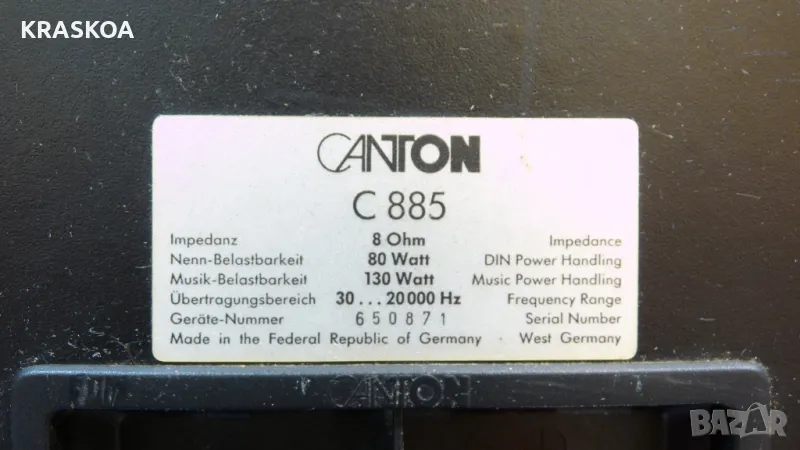 KRASKOA
CANTON
C 885
Impedanz 8 Ohm Impedance
Nenn-Belastbarkeit 80 Watt DIN Power Handling
Musik-Belastbarkeit 130 Watt Music Power Handling
Übertragungsbereich 30...20000 Hz Frequency Range
Geräte-Nummer 650871 Serial Number
Made in the Federal Republic of Germany West Germany
CANTON
BAZAR